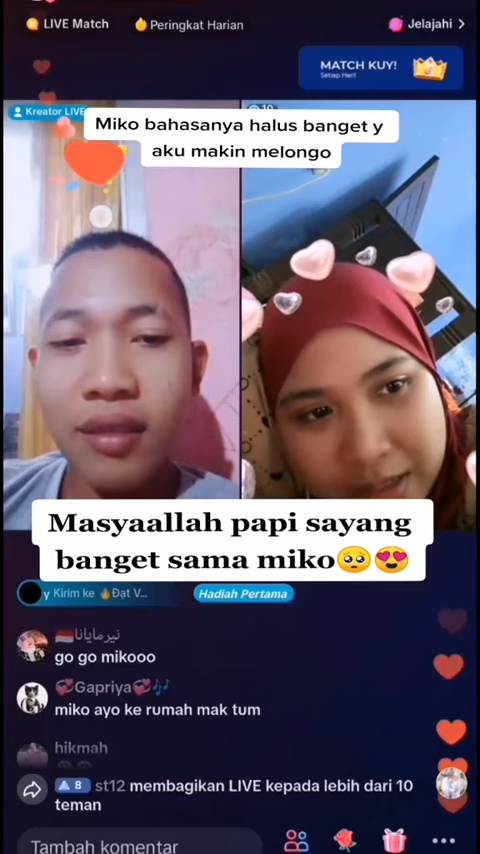 LIVE Match
Peringkat Harian
Jelajahi >
MATCH KUY!
Setiap Hari!
Kreator LIVE
10
Miko bahasanya halus banget y
aku makin melongo
Masyaallah papi sayang
banget sama miko🥺😍
y Kirim ke 🔥Đạt V...
Hadiah Pertama
🇮🇩نيرمايانا
go go mikooo
💞Gapriya💞🎶
miko ayo ke rumah mak tum
hikmah
8 st12 membagikan LIVE kepada lebih dari 10
teman
Tambah komentar